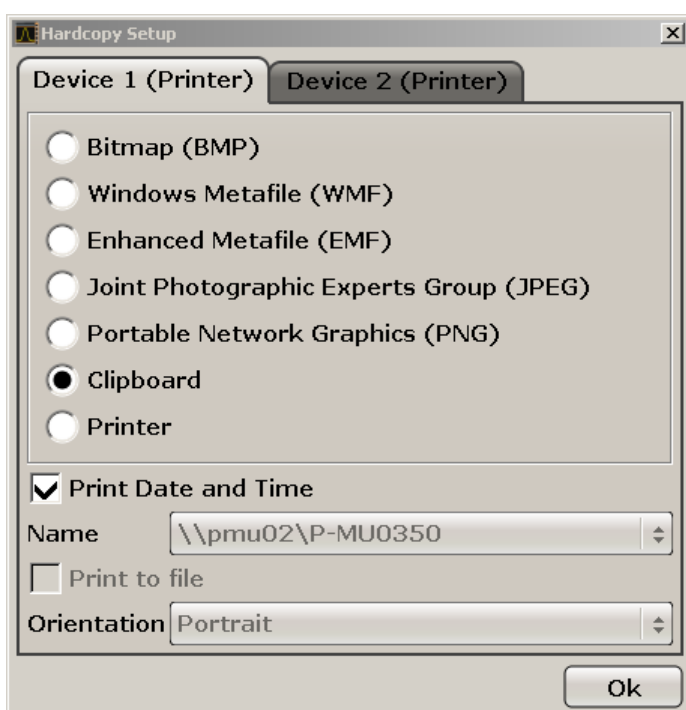 Hardcopy Setup
Device 1 (Printer) Device 2 (Printer)
Bitmap (BMP)
Windows Metafile (WMF)
Enhanced Metafile (EMF)
Joint Photographic Experts Group (JPEG)
Portable Network Graphics (PNG)
Clipboard
Printer
Print Date and Time
Name \\pmu02\P-MU0350
Print to file
Orientation Portrait
Ok